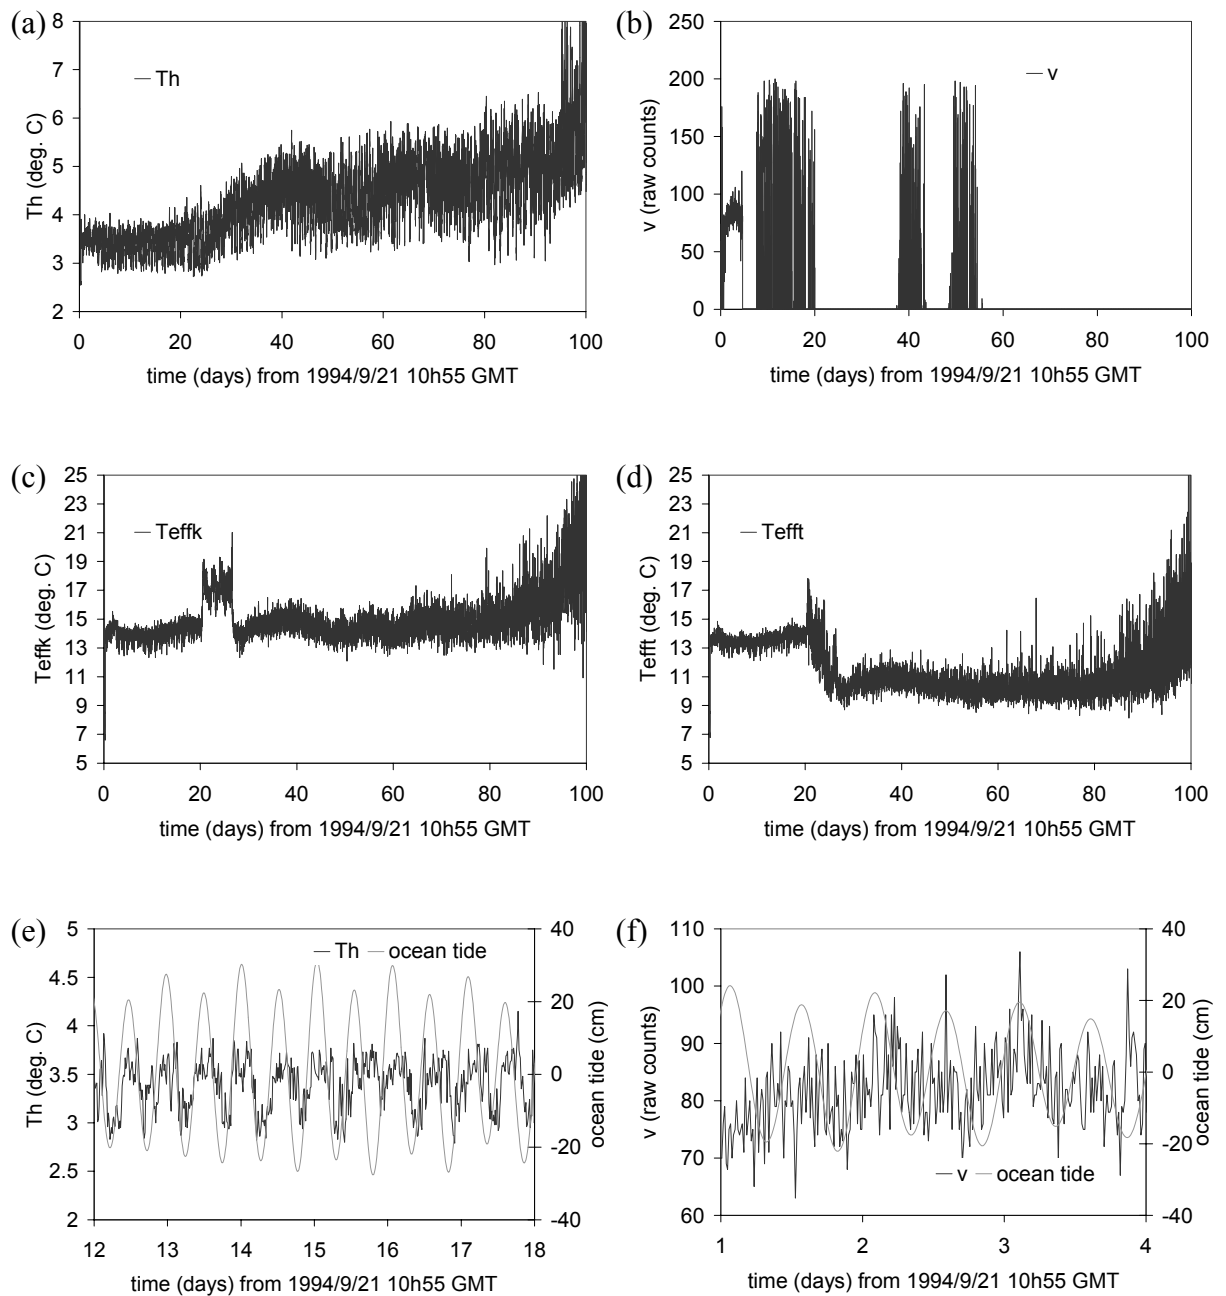 (a)
8
7
6
5
4
3
2
Th (deg. C)
Th
0 20 40 60 80 100
time (days) from 1994/9/21 10h55 GMT
(b)
250
200
150
100
50
0
v (raw counts)
v
0 20 40 60 80 100
time (days) from 1994/9/21 10h55 GMT
(c)
25
23
21
19
17
15
13
11
9
7
5
Teffk (deg. C)
Teffk
0 20 40 60 80 100
time (days) from 1994/9/21 10h55 GMT
(d)
25
23
21
19
17
15
13
11
9
7
5
Tefft (deg. C)
Tefft
0 20 40 60 80 100
time (days) from 1994/9/21 10h55 GMT
(e)
5
4.5
4
3.5
3
2.5
2
Th (deg. C)
Th ocean tide
40
20
0
-20
-40
ocean tide (cm)
12 13 14 15 16 17 18
time (days) from 1994/9/21 10h55 GMT
(f)
110
100
90
80
70
60
v (raw counts)
v ocean tide
40
20
0
-20
-40
ocean tide (cm)
1 2 3 4
time (days) from 1994/9/21 10h55 GMT